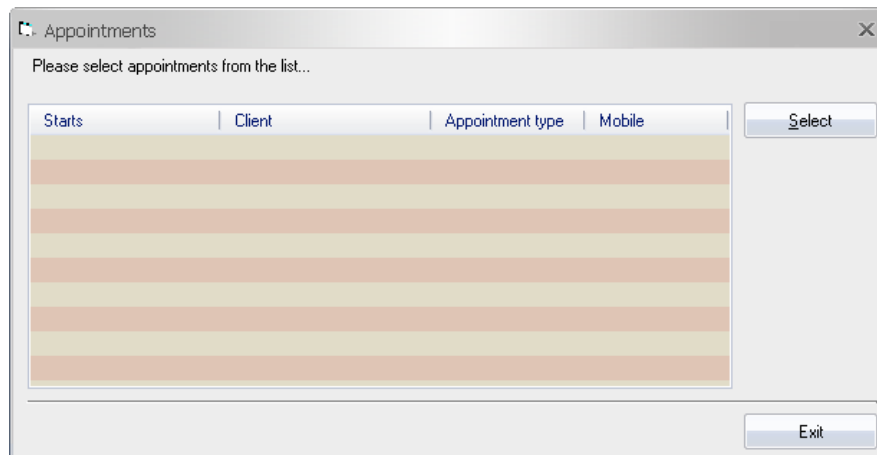 Appointments
Please select appointments from the list...
Starts Client Appointment type Mobile Select
Exit